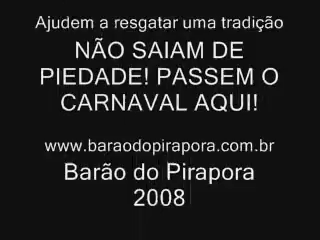 Ajudem a resgatar uma tradição
NÃO SAIAM DE
PIEDADE! PASSEM O
CARNAVAL AQUI!
www.baraodopirapora.com.br
Barão do Pirapora
2008